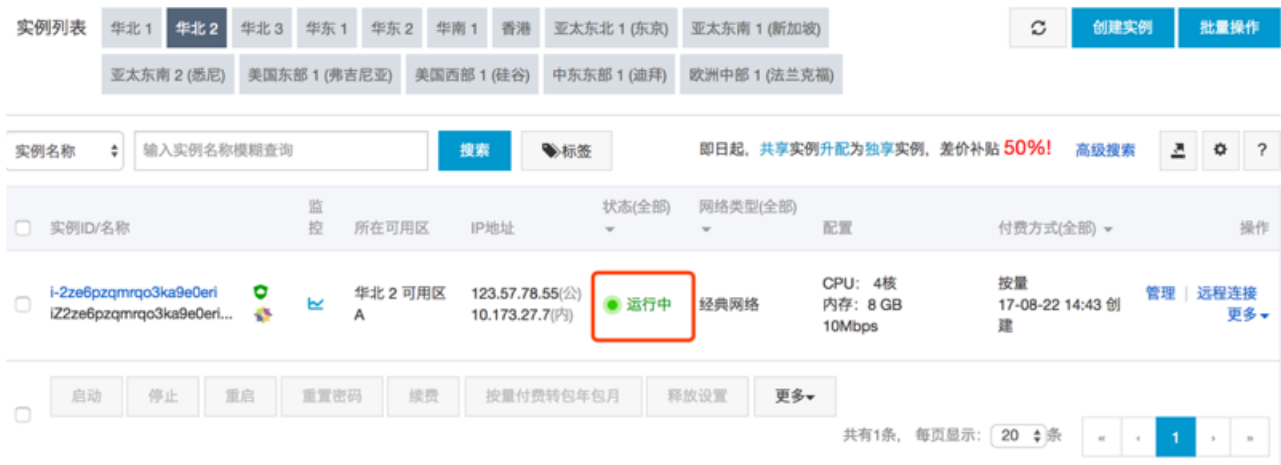 实例列表 华北 1 华北 2 华北 3 华东 1 华东 2 华南 1 香港 亚太东北 1 (东京) 亚太东南 1 (新加坡) 创建实例 批量操作
亚太东南 2 (悉尼) 美国东部 1 (弗吉尼亚) 美国西部 1 (硅谷) 中东东部 1 (迪拜) 欧洲中部 1 (法兰克福)
实例名称 输入实例名称模糊查询 搜索 标签 即日起，共享实例升配为独享实例，差价补贴 50%! 高级搜索 ?
实例ID/名称 监控 所在可用区 IP地址 状态(全部) 网络类型(全部) 配置 付费方式(全部) 操作
i-2ze6pzqmrqo3ka9e0eri 华北 2 可用区 123.57.78.55(公) 运行中 经典网络 CPU: 4核 按量 管理 | 远程连接
iZ2ze6pzqmrqo3ka9e0eri... A 10.173.27.7(内) 内存: 8 GB 17-08-22 14:43 创 更多
10Mbps 建
启动 停止 重启 重置密码 续费 按量付费转包年包月 释放设置 更多
共有1条，每页显示: 20 条 « ‹ 1 › »